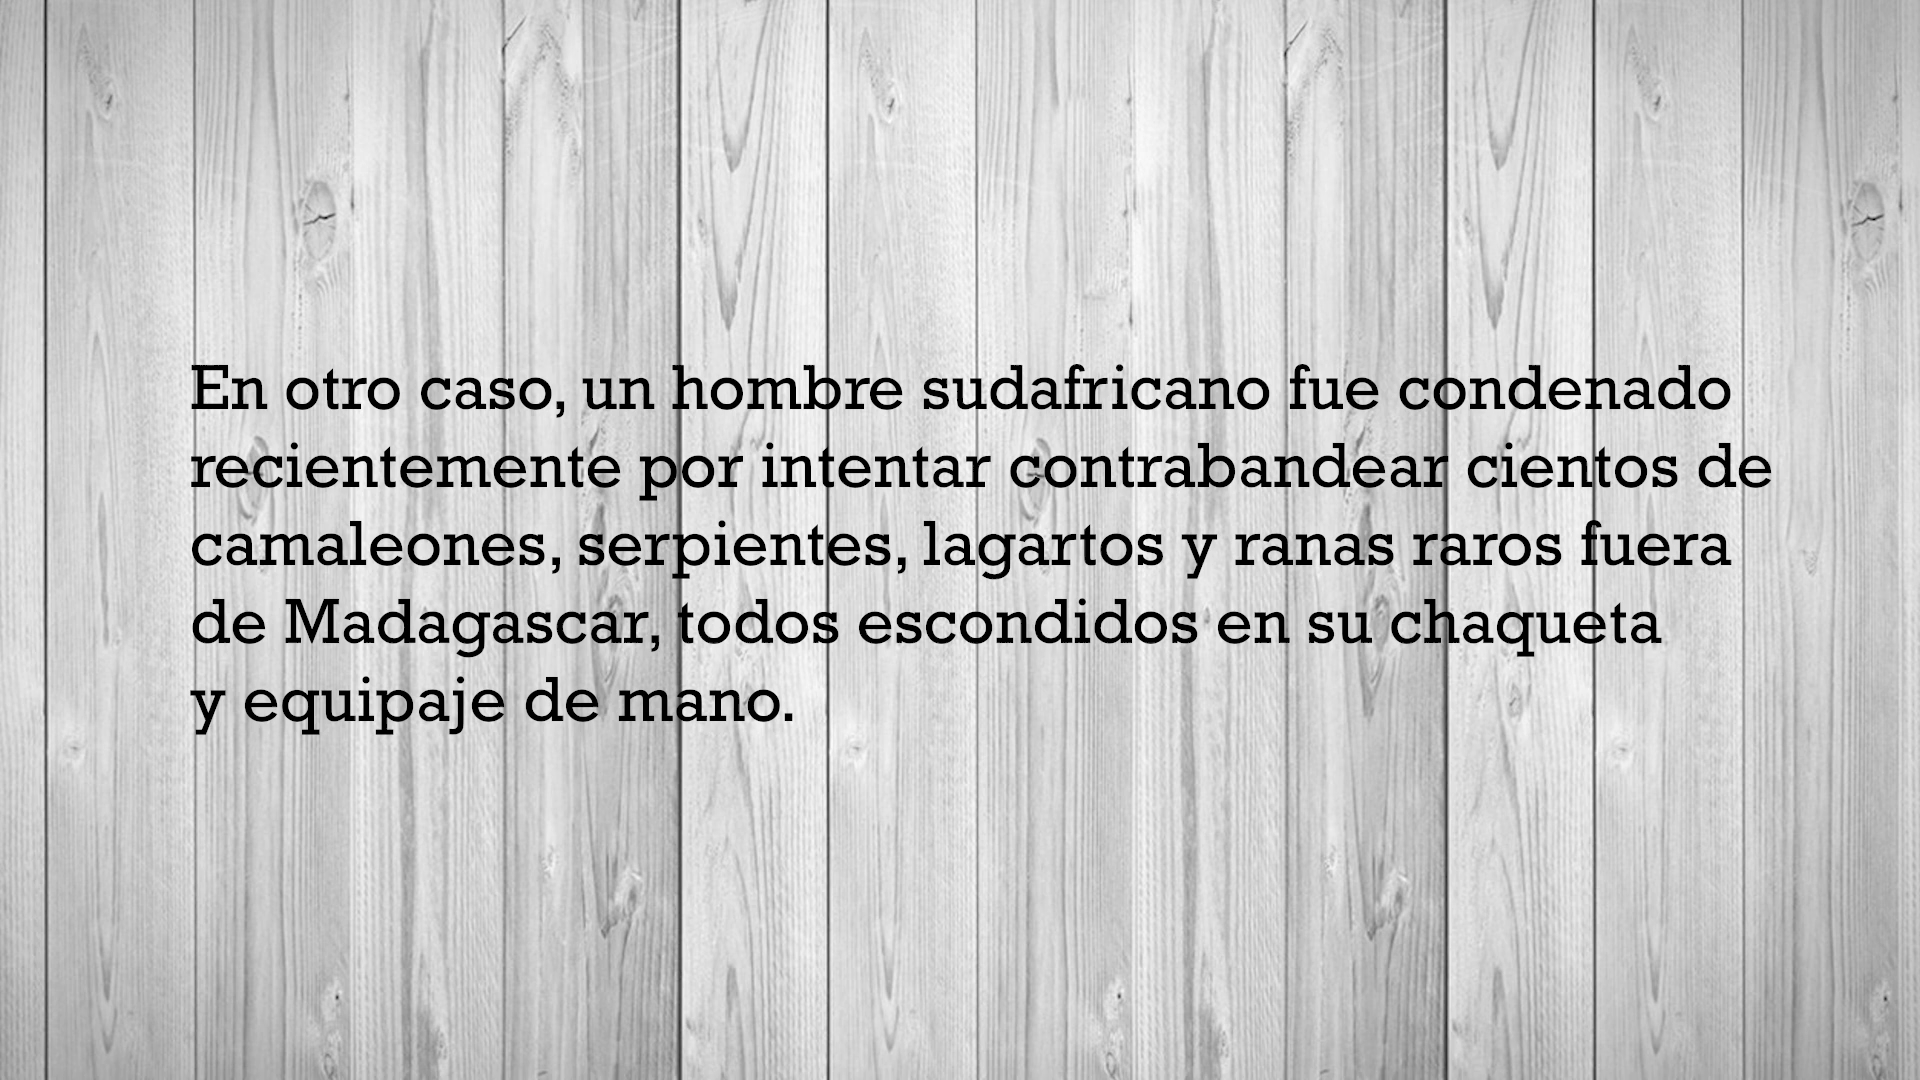 En otro caso, un hombre sudafricano fue condenado
recientemente por intentar contrabandear cientos de
camaleones, serpientes, lagartos y ranas raros fuera
de Madagascar, todos escondidos en su chaqueta
y equipaje de mano.